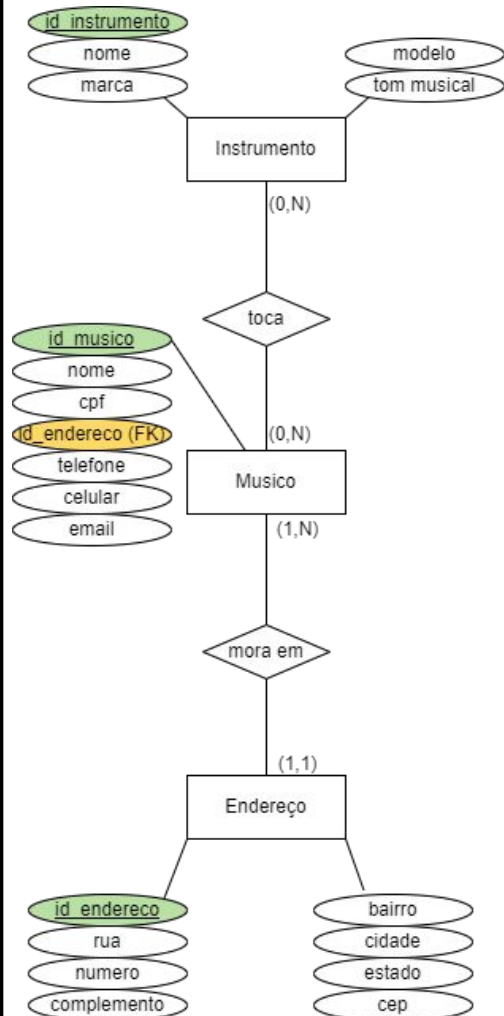 id_instrumento
nome
marca
modelo
tom musical
Instrumento
(0,N)
toca
(0,N)
id_musico
nome
cpf
id_endereco (FK)
telefone
celular
email
Musico
(1,N)
mora em
(1,1)
Endereço
id_endereco
rua
numero
complemento
bairro
cidade
estado
cep